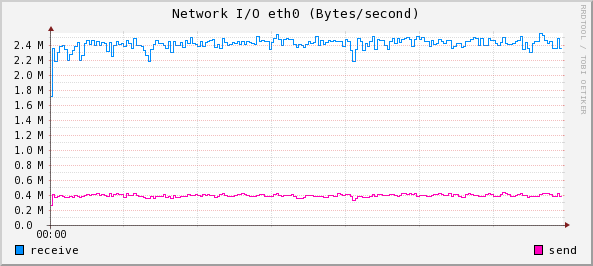 Network I/O eth0 (Bytes/second)
RRDTOOL / TOBI OETIKER
2.4 M
2.2 M
2.0 M
1.8 M
1.6 M
1.4 M
1.2 M
1.0 M
0.8 M
0.6 M
0.4 M
0.2 M
0.0
00:00
receive
send